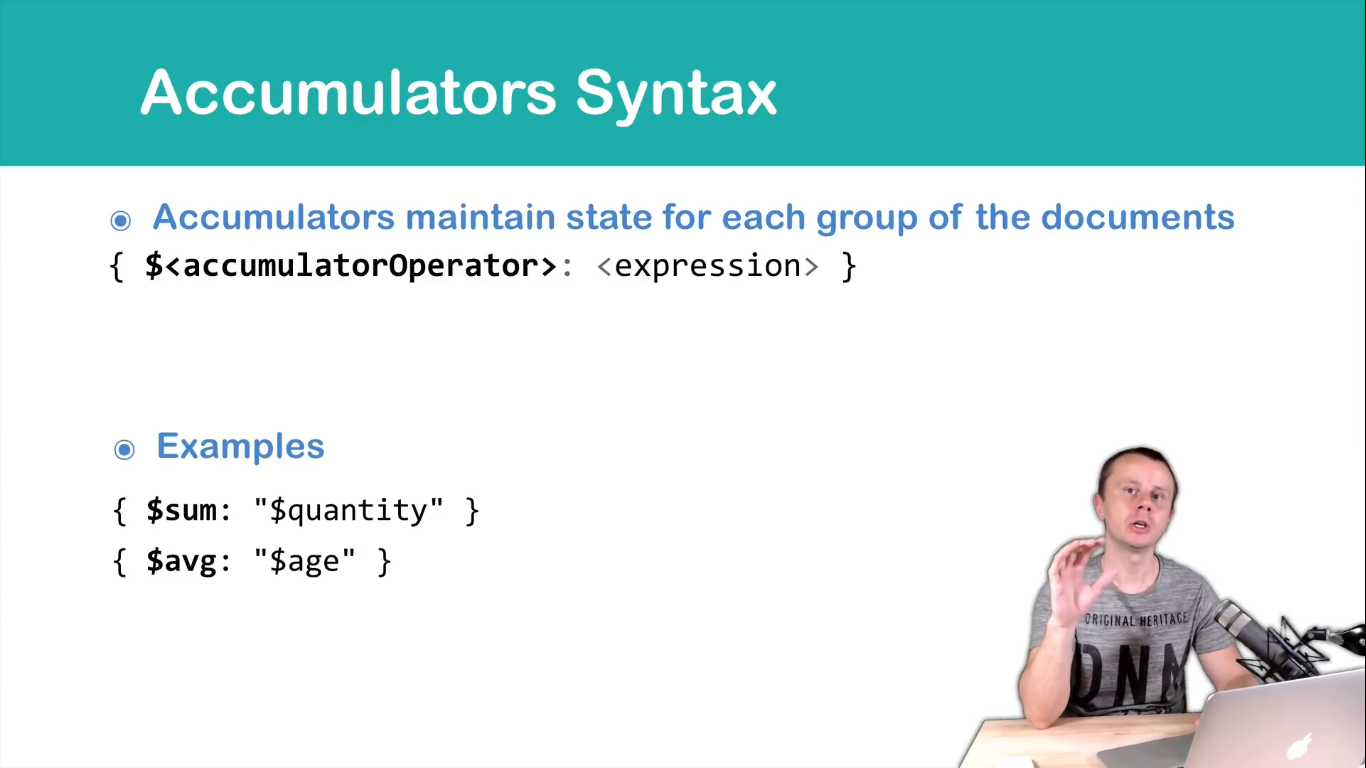 Accumulators Syntax
Accumulators maintain state for each group of the documents
{ $<accumulatorOperator>: <expression> }
Examples
{ $sum: "$quantity" }
{ $avg: "$age" }
ORIGINAL HERITAGE